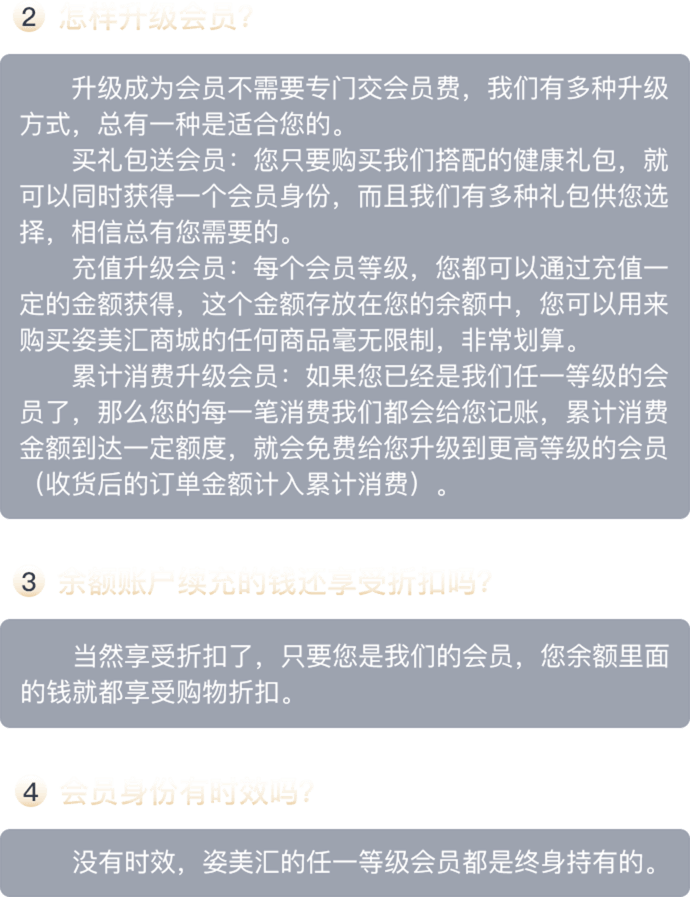 2 怎样升级会员？
升级成为会员不需要专门交会员费，我们有多种升级
方式，总有一种是适合您的。
买礼包送会员：您只要购买我们搭配的健康礼包，就
可以同时获得一个会员身份，而且我们有多种礼包供您选
择，相信总有您需要的。
充值升级会员：每个会员等级，您都可以通过充值一
定的金额获得，这个金额存放在您的余额中，您可以用来
购买姿美汇商城的任何商品毫无限制，非常划算。
累计消费升级会员：如果您已经是我们任一等级的会
员了，那么您的每一笔消费我们都会给您记账，累计消费
金额到达一定额度，就会免费给您升级到更高等级的会员
（收货后的订单金额计入累计消费）。
3 余额账户续充的钱还享受折扣吗？
当然享受折扣了，只要您是我们的会员，您余额里面
的钱就都享受购物折扣。
4 会员身份有时效吗？
没有时效，姿美汇的任一等级会员都是终身持有的。